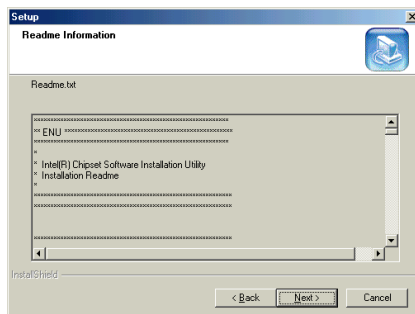 Setup
Readme Information
Readme.txt
************************************************************
** ENU ******************************************************
************************************************************
*
* Intel(R) Chipset Software Installation Utility
* Installation Readme
*
*************************************************************
*************************************************************
*************************************************************
InstallShield
< Back
Next >
Cancel